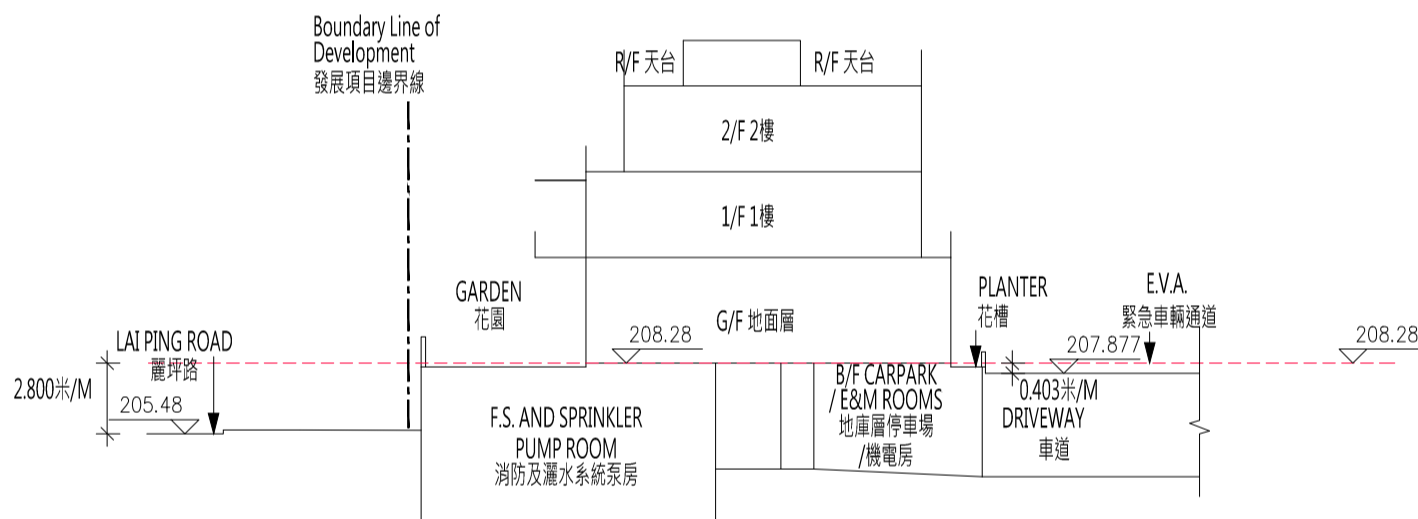 Boundary Line of
Development
發展項目邊界線
R/F 天台
R/F 天台
2/F 2樓
1/F 1樓
GARDEN
花園
G/F 地面層
PLANTER
花槽
E.V.A.
緊急車輛通道
LAI PING ROAD
麗坪路
208.28
207.877
208.28
2.800米/M
205.48
F.S. AND SPRINKLER
PUMP ROOM
消防及灑水系統泵房
B/F CARPARK
/ E&M ROOMS
地庫層停車場
/機電房
0.403米/M
DRIVEWAY
車道